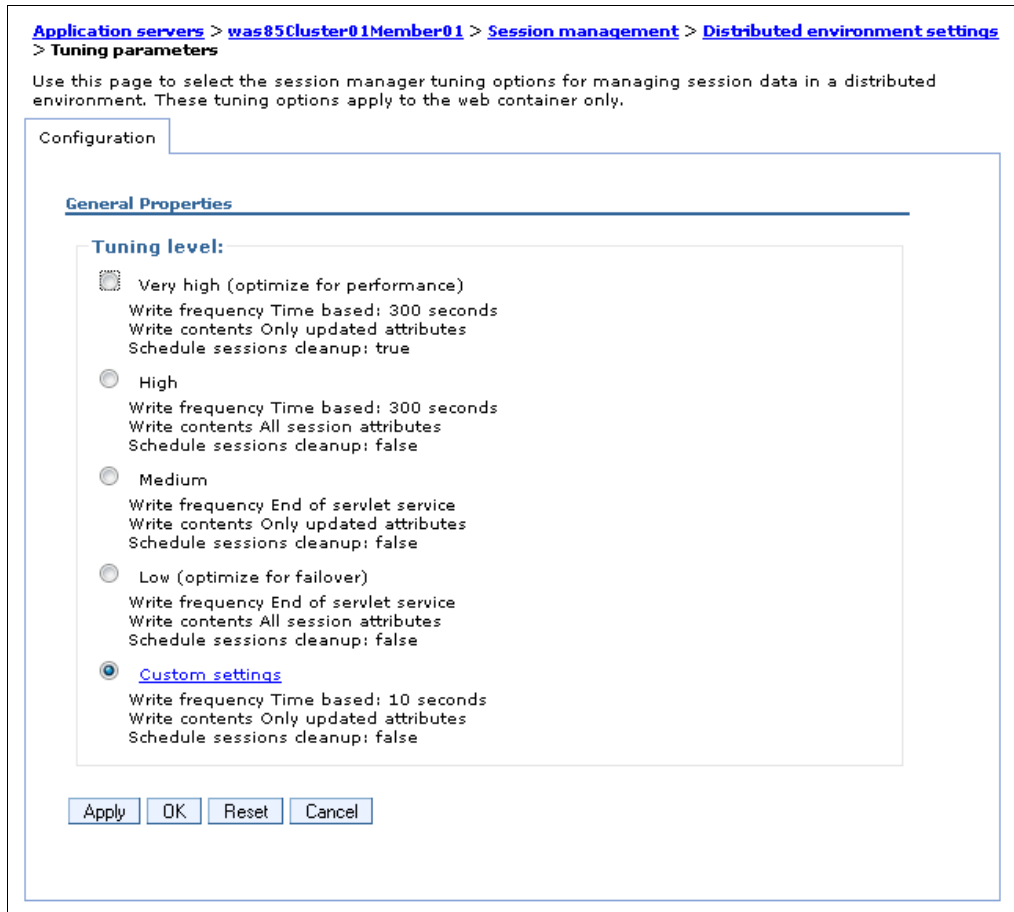 Application servers > was85Cluster01Member01 > Session management > Distributed environment settings
> Tuning parameters
Use this page to select the session manager tuning options for managing session data in a distributed
environment. These tuning options apply to the web container only.
Configuration
General Properties
Tuning level:
Very high (optimize for performance)
Write frequency Time based: 300 seconds
Write contents Only updated attributes
Schedule sessions cleanup: true
High
Write frequency Time based: 300 seconds
Write contents All session attributes
Schedule sessions cleanup: false
Medium
Write frequency End of servlet service
Write contents Only updated attributes
Schedule sessions cleanup: false
Low (optimize for failover)
Write frequency End of servlet service
Write contents All session attributes
Schedule sessions cleanup: false
Custom settings
Write frequency Time based: 10 seconds
Write contents Only updated attributes
Schedule sessions cleanup: false
Apply OK Reset Cancel